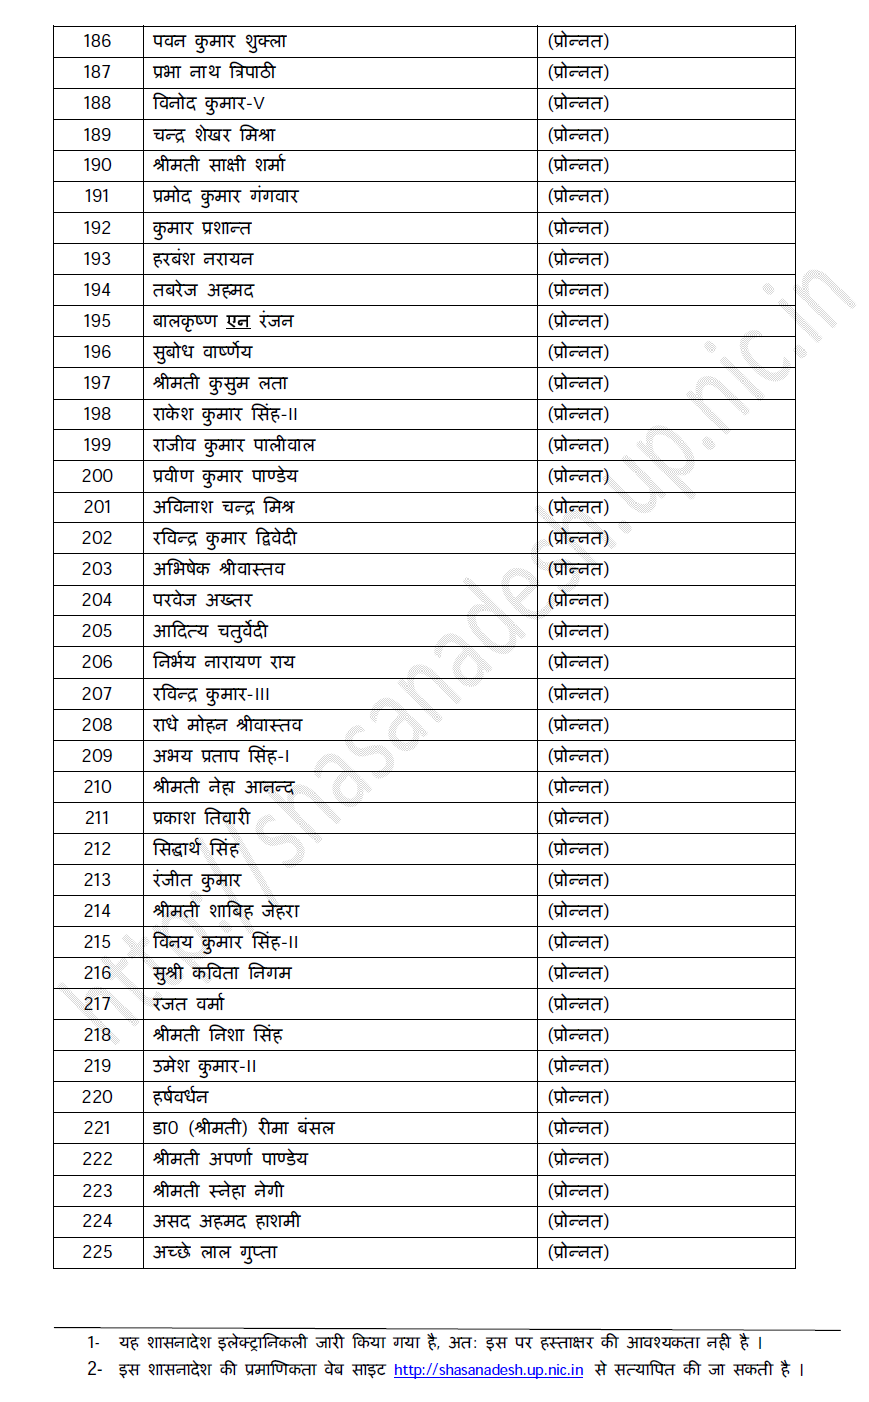 186 पवन कुमार शुक्ला (प्रोन्नत)
187 प्रभा नाथ त्रिपाठी (प्रोन्नत)
188 विनोद कुमार-V (प्रोन्नत)
189 चन्द्र शेखर मिश्रा (प्रोन्नत)
190 श्रीमती साक्षी शर्मा (प्रोन्नत)
191 प्रमोद कुमार गंगवार (प्रोन्नत)
192 कुमार प्रशान्त (प्रोन्नत)
193 हरबंश नरायन (प्रोन्नत)
194 तबरेज अहमद (प्रोन्नत)
195 बालकृष्ण एन रंजन (प्रोन्नत)
196 सुबोध वार्ष्णेय (प्रोन्नत)
197 श्रीमती कुसुम लता (प्रोन्नत)
198 राकेश कुमार सिंह-II (प्रोन्नत)
199 राजीव कुमार पालीवाल (प्रोन्नत)
200 प्रवीण कुमार पाण्डेय (प्रोन्नत)
201 अविनाश चन्द्र मिश्र (प्रोन्नत)
202 रविन्द्र कुमार द्विवेदी (प्रोन्नत)
203 अभिषेक श्रीवास्तव (प्रोन्नत)
204 परवेज अख्तर (प्रोन्नत)
205 आदित्य चतुर्वेदी (प्रोन्नत)
206 निर्भय नारायण राय (प्रोन्नत)
207 रविन्द्र कुमार-III (प्रोन्नत)
208 राधे मोहन श्रीवास्तव (प्रोन्नत)
209 अभय प्रताप सिंह-I (प्रोन्नत)
210 श्रीमती नेहा आनन्द (प्रोन्नत)
211 प्रकाश तिवारी (प्रोन्नत)
212 सिद्धार्थ सिंह (प्रोन्नत)
213 रंजीत कुमार (प्रोन्नत)
214 श्रीमती शाबिह जेहरा (प्रोन्नत)
215 विनय कुमार सिंह-II (प्रोन्नत)
216 सुश्री कविता निगम (प्रोन्नत)
217 रजत वर्मा (प्रोन्नत)
218 श्रीमती निशा सिंह (प्रोन्नत)
219 उमेश कुमार-II (प्रोन्नत)
220 हर्षवर्धन (प्रोन्नत)
221 डा0 (श्रीमती) रीमा बंसल (प्रोन्नत)
222 श्रीमती अपर्णा पाण्डेय (प्रोन्नत)
223 श्रीमती स्नेहा नेगी (प्रोन्नत)
224 असद अहमद हाशमी (प्रोन्नत)
225 अच्छे लाल गुप्ता (प्रोन्नत)
http://shasanadesh.up.nic.in
1- यह शासनादेश इलेक्ट्रानिकली जारी किया गया है, अत: इस पर हस्ताक्षर की आवश्यकता नही है ।
2- इस शासनादेश की प्रमाणिकता वेब साइट http://shasanadesh.up.nic.in से सत्यापित की जा सकती है ।